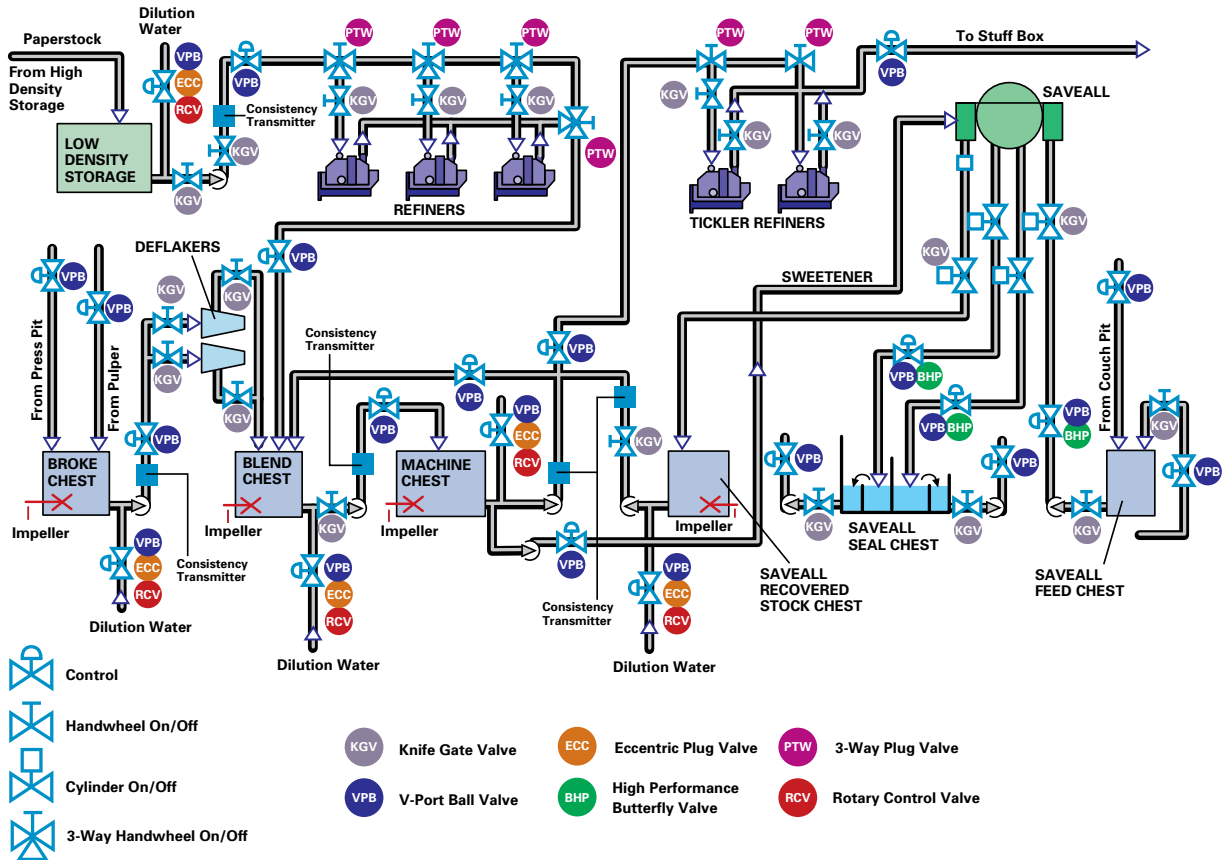 Dilution
Water
Paperstock
From High
Density
Storage
VPB
ECC
RCV
VPB
Consistency
Transmitter
KGV
KGV
LOW
DENSITY
STORAGE
PTW
PTW
PTW
KGV
KGV
KGV
PTW
REFINERS
PTW
PTW
KGV
KGV
KGV
VPB
To Stuff Box
SAVEALL
TICKLER REFINERS
DEFLAKERS
VPB
VPB
From Press Pit
From Pulper
KGV
KGV
KGV
KGV
VPB
VPB
Consistency
Transmitter
VPB
VPB
SWEETENER
KGV
KGV
VPB
BHP
VPB
BHP
VPB
BHP
From Couch Pit
VPB
KGV
VPB
BROKE
CHEST
Impeller
Consistency
Transmitter
VPB
ECC
RCV
Dilution Water
BLEND
CHEST
Impeller
KGV
VPB
ECC
RCV
Dilution Water
VPB
MACHINE
CHEST
Impeller
VPB
ECC
RCV
VPB
Consistency
Transmitter
KGV
Impeller
SAVEALL
RECOVERED
STOCK CHEST
VPB
ECC
RCV
Dilution Water
VPB
KGV
SAVEALL
SEAL CHEST
KGV
VPB
KGV
SAVEALL
FEED CHEST
Control
Handwheel On/Off
Cylinder On/Off
3-Way Handwheel On/Off
KGV Knife Gate Valve
VPB V-Port Ball Valve
ECC Eccentric Plug Valve
BHP High Performance
Butterfly Valve
PTW 3-Way Plug Valve
RCV Rotary Control Valve